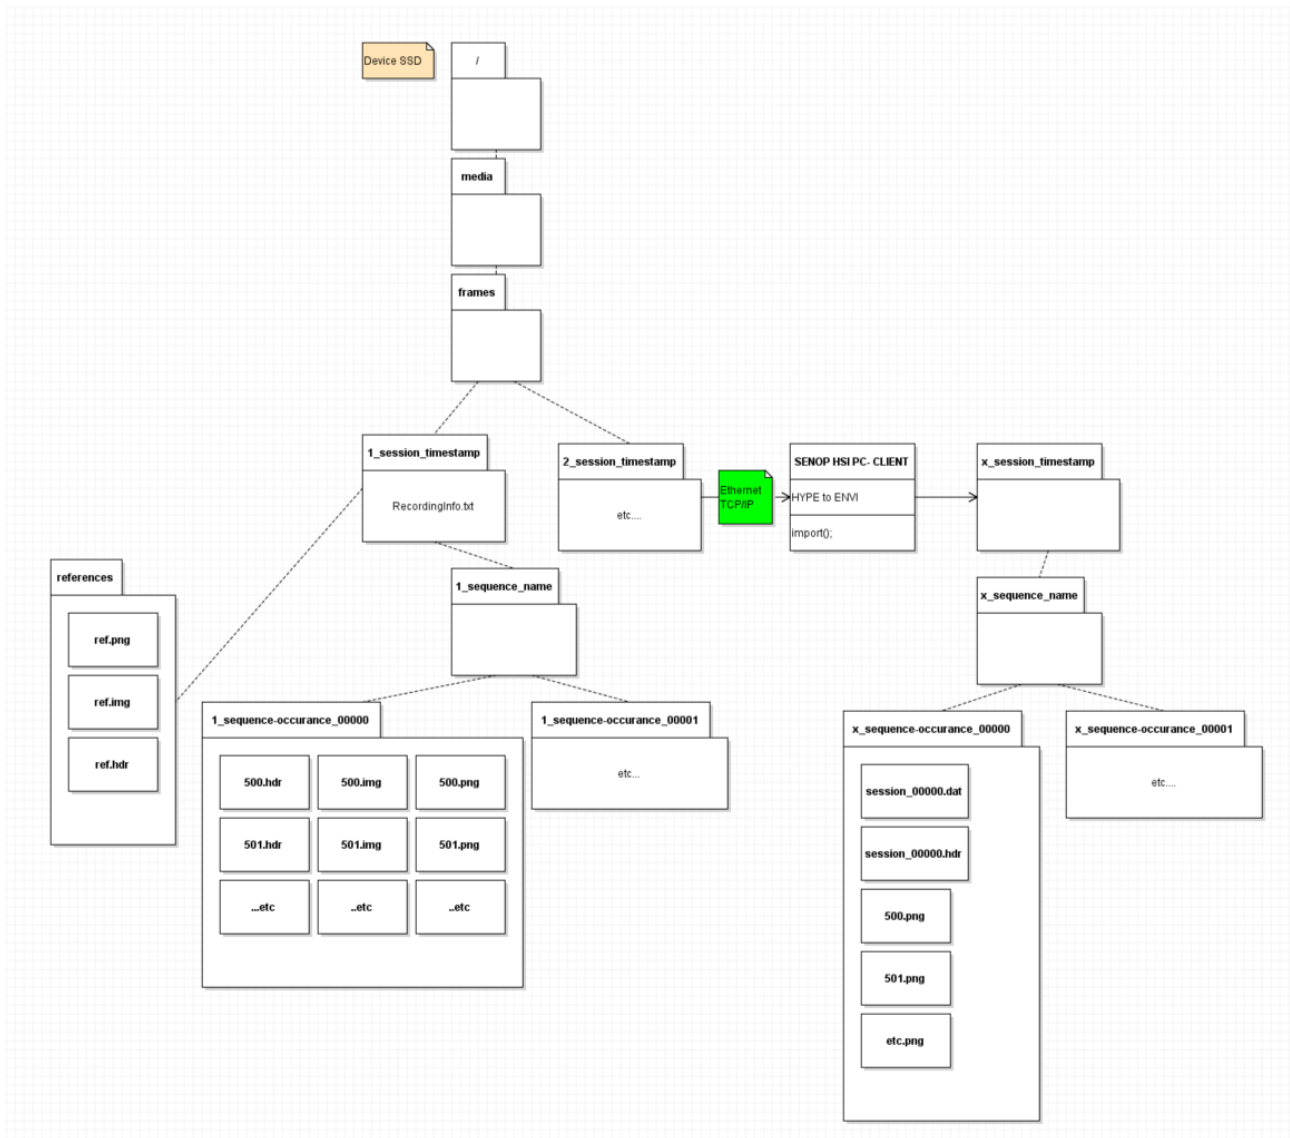 Device SSD
/
media
frames
1_session_timestamp
RecordingInfo.txt
2_session_timestamp
etc....
Ethernet
TCP/IP
SENOP HSI PC- CLIENT
HYPE to ENVI
import();
x_session_timestamp
references
ref.png
ref.img
ref.hdr
1_sequence_name
x_sequence_name
1_sequence-occurance_00000
500.hdr
500.img
500.png
501.hdr
501.img
501.png
...etc
..etc
..etc
1_sequence-occurance_00001
etc...
x_sequence-occurance_00000
session_00000.dat
session_00000.hdr
500.png
501.png
etc.png
x_sequence-occurance_00001
etc....